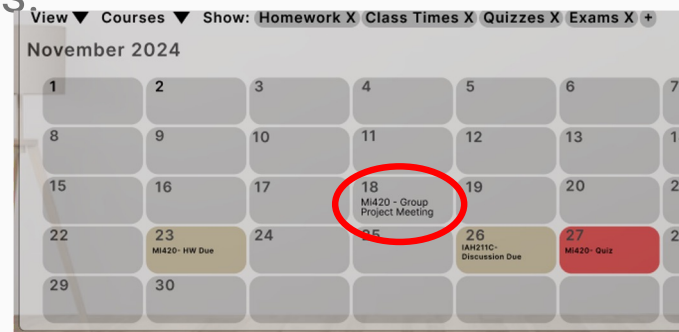 s.
View ▼ Courses ▼ Show: Homework X Class Times X Quizzes X Exams X +
November 2024
1 2 3 4 5 6 7
8 9 10 11 12 13
15 16 17 18 19 20
Mi420 - Group
Project Meeting
22 23 24 25 26 27
MI420- HW Due IAH211C- Mi420- Quiz
Discussion Due
29 30